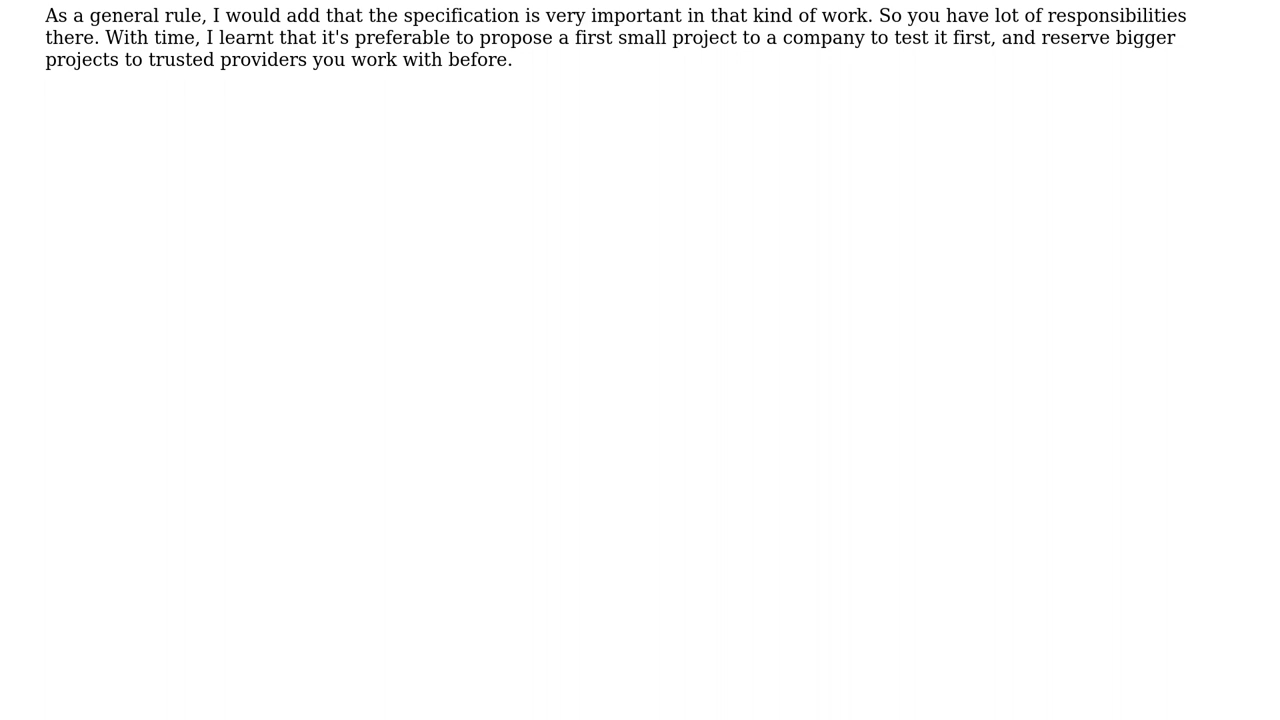 As a general rule, I would add that the specification is very important in that kind of work. So you have lot of responsibilities
there. With time, I learnt that it's preferable to propose a first small project to a company to test it first, and reserve bigger
projects to trusted providers you work with before.